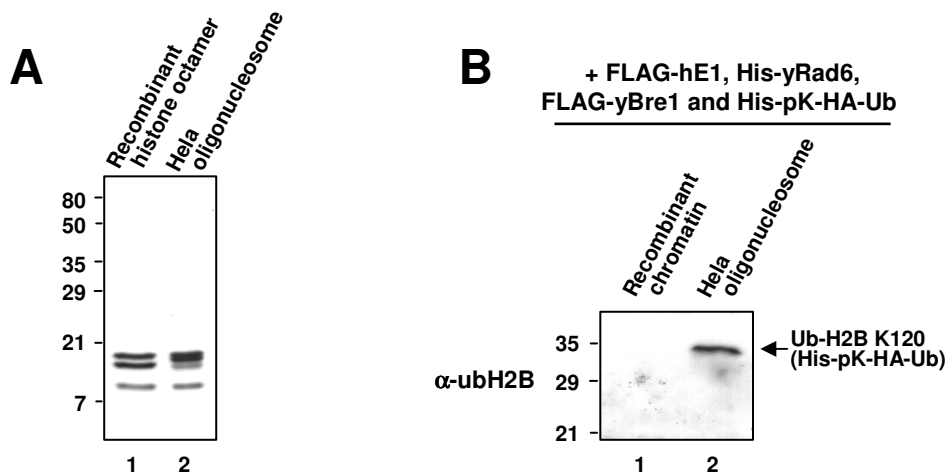 A
Recombinant
histone octamer
Hela
oligonucleosome
80
50
35
29
21
7
1 2
B
+ FLAG-hE1, His-yRad6,
FLAG-yBre1 and His-pK-HA-Ub
Recombinant
chromatin
Hela
oligonucleosome
α-ubH2B
35
29
21
Ub-H2B K120
(His-pK-HA-Ub)
1 2